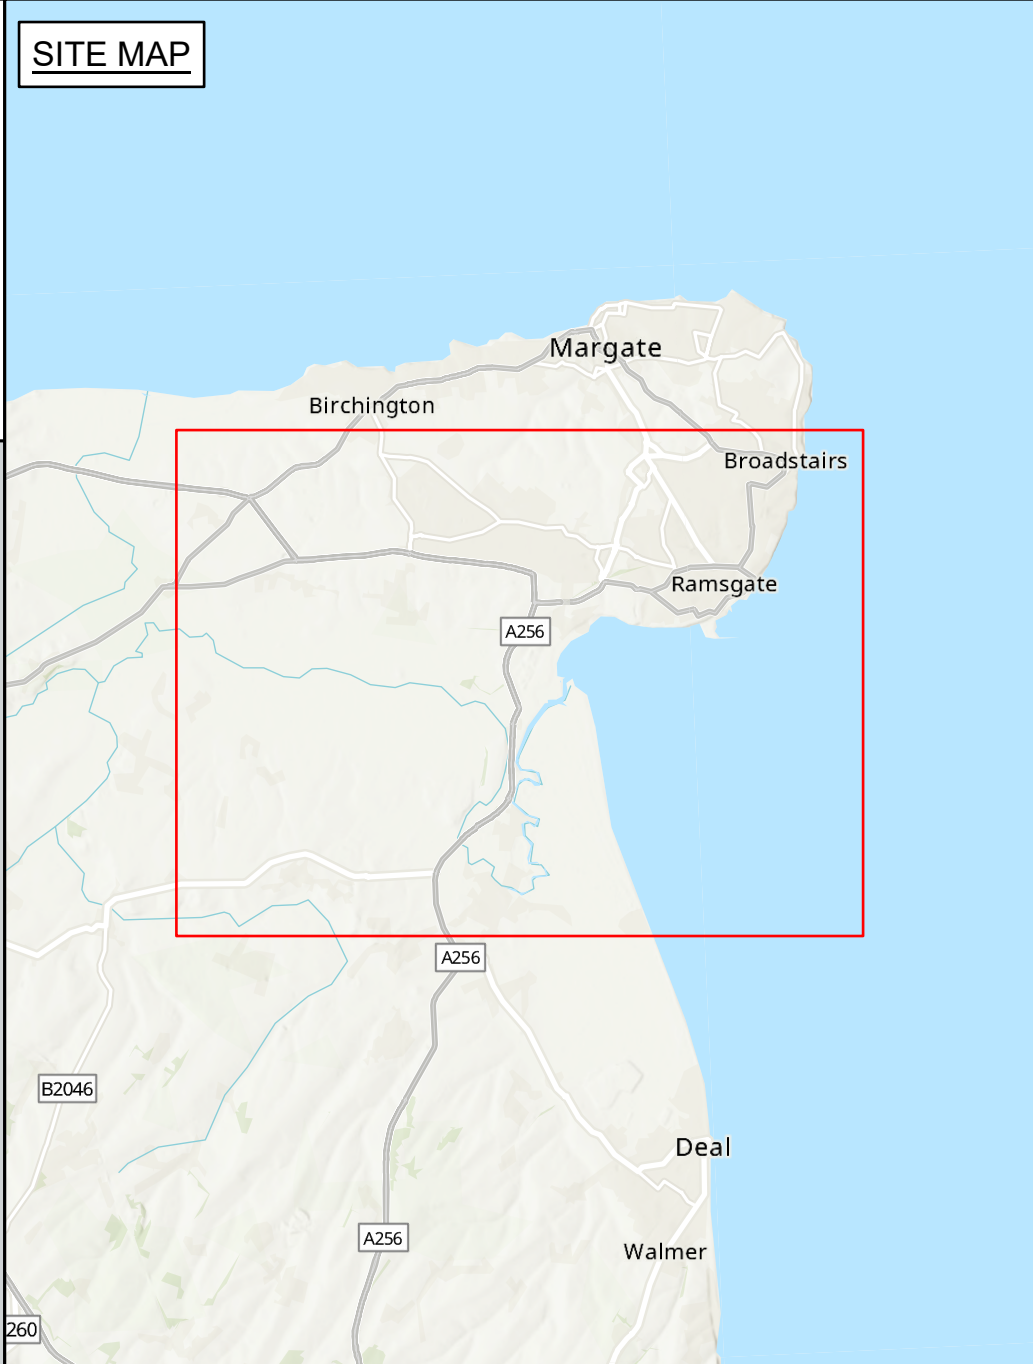 SITE MAP
Margate
Birchington
Broadstairs
Ramsgate
A256
A256
B2046
Deal
A256
Walmer
260